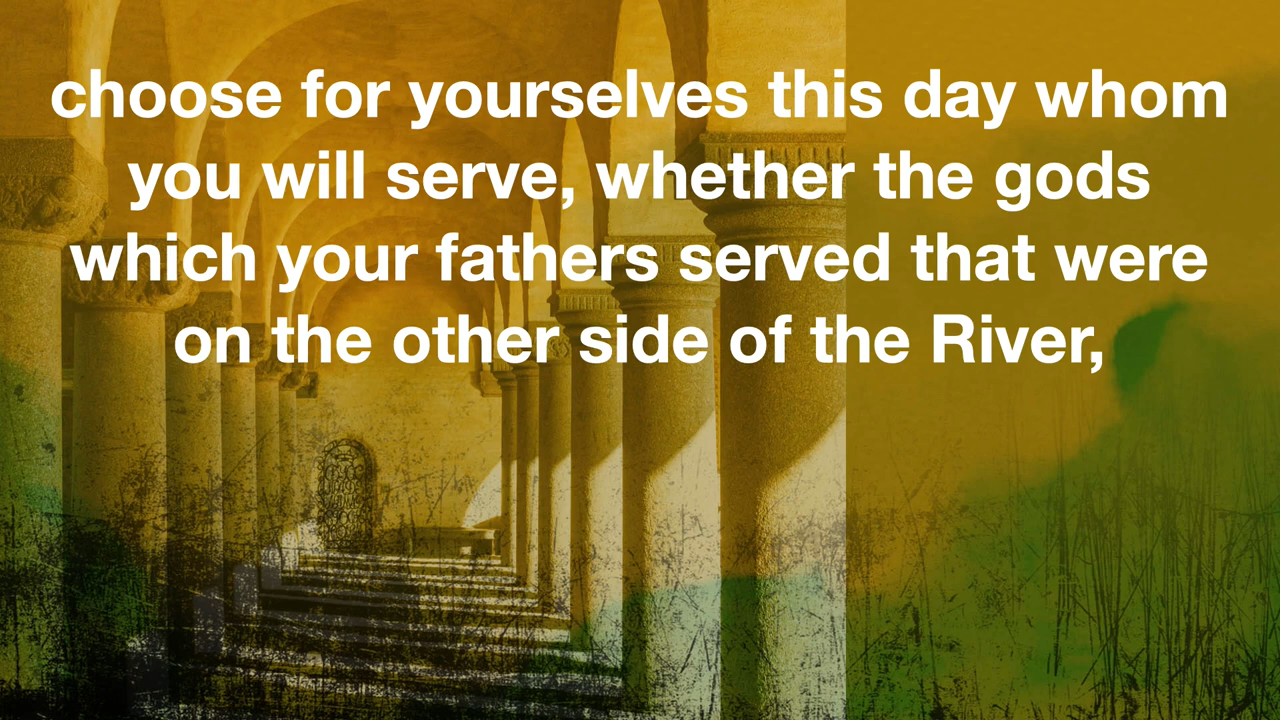 choose for yourselves this day whom
you will serve, whether the gods
which your fathers served that were
on the other side of the River,